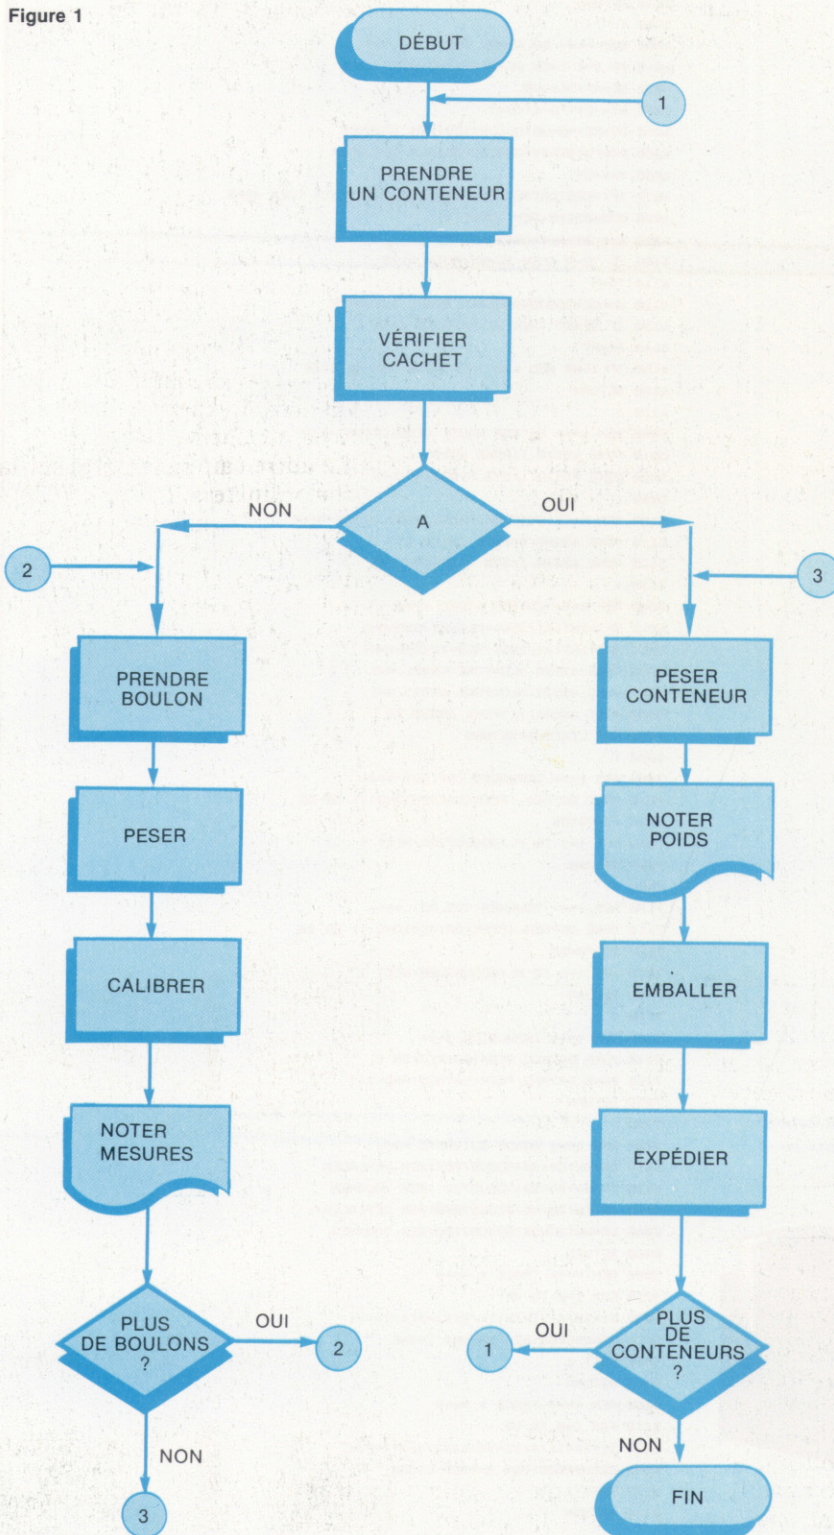 Figure 1
DÉBUT
1
PRENDRE
UN CONTENEUR
VÉRIFIER
CACHET
A
NON
OUI
2
3
PRENDRE
BOULON
PESER
CONTENEUR
PESER
NOTER
POIDS
CALIBRER
EMBALLER
NOTER
MESURES
EXPÉDIER
PLUS
DE BOULONS
?
OUI
2
PLUS
DE
CONTENEURS
?
OUI
1
NON
3
NON
FIN